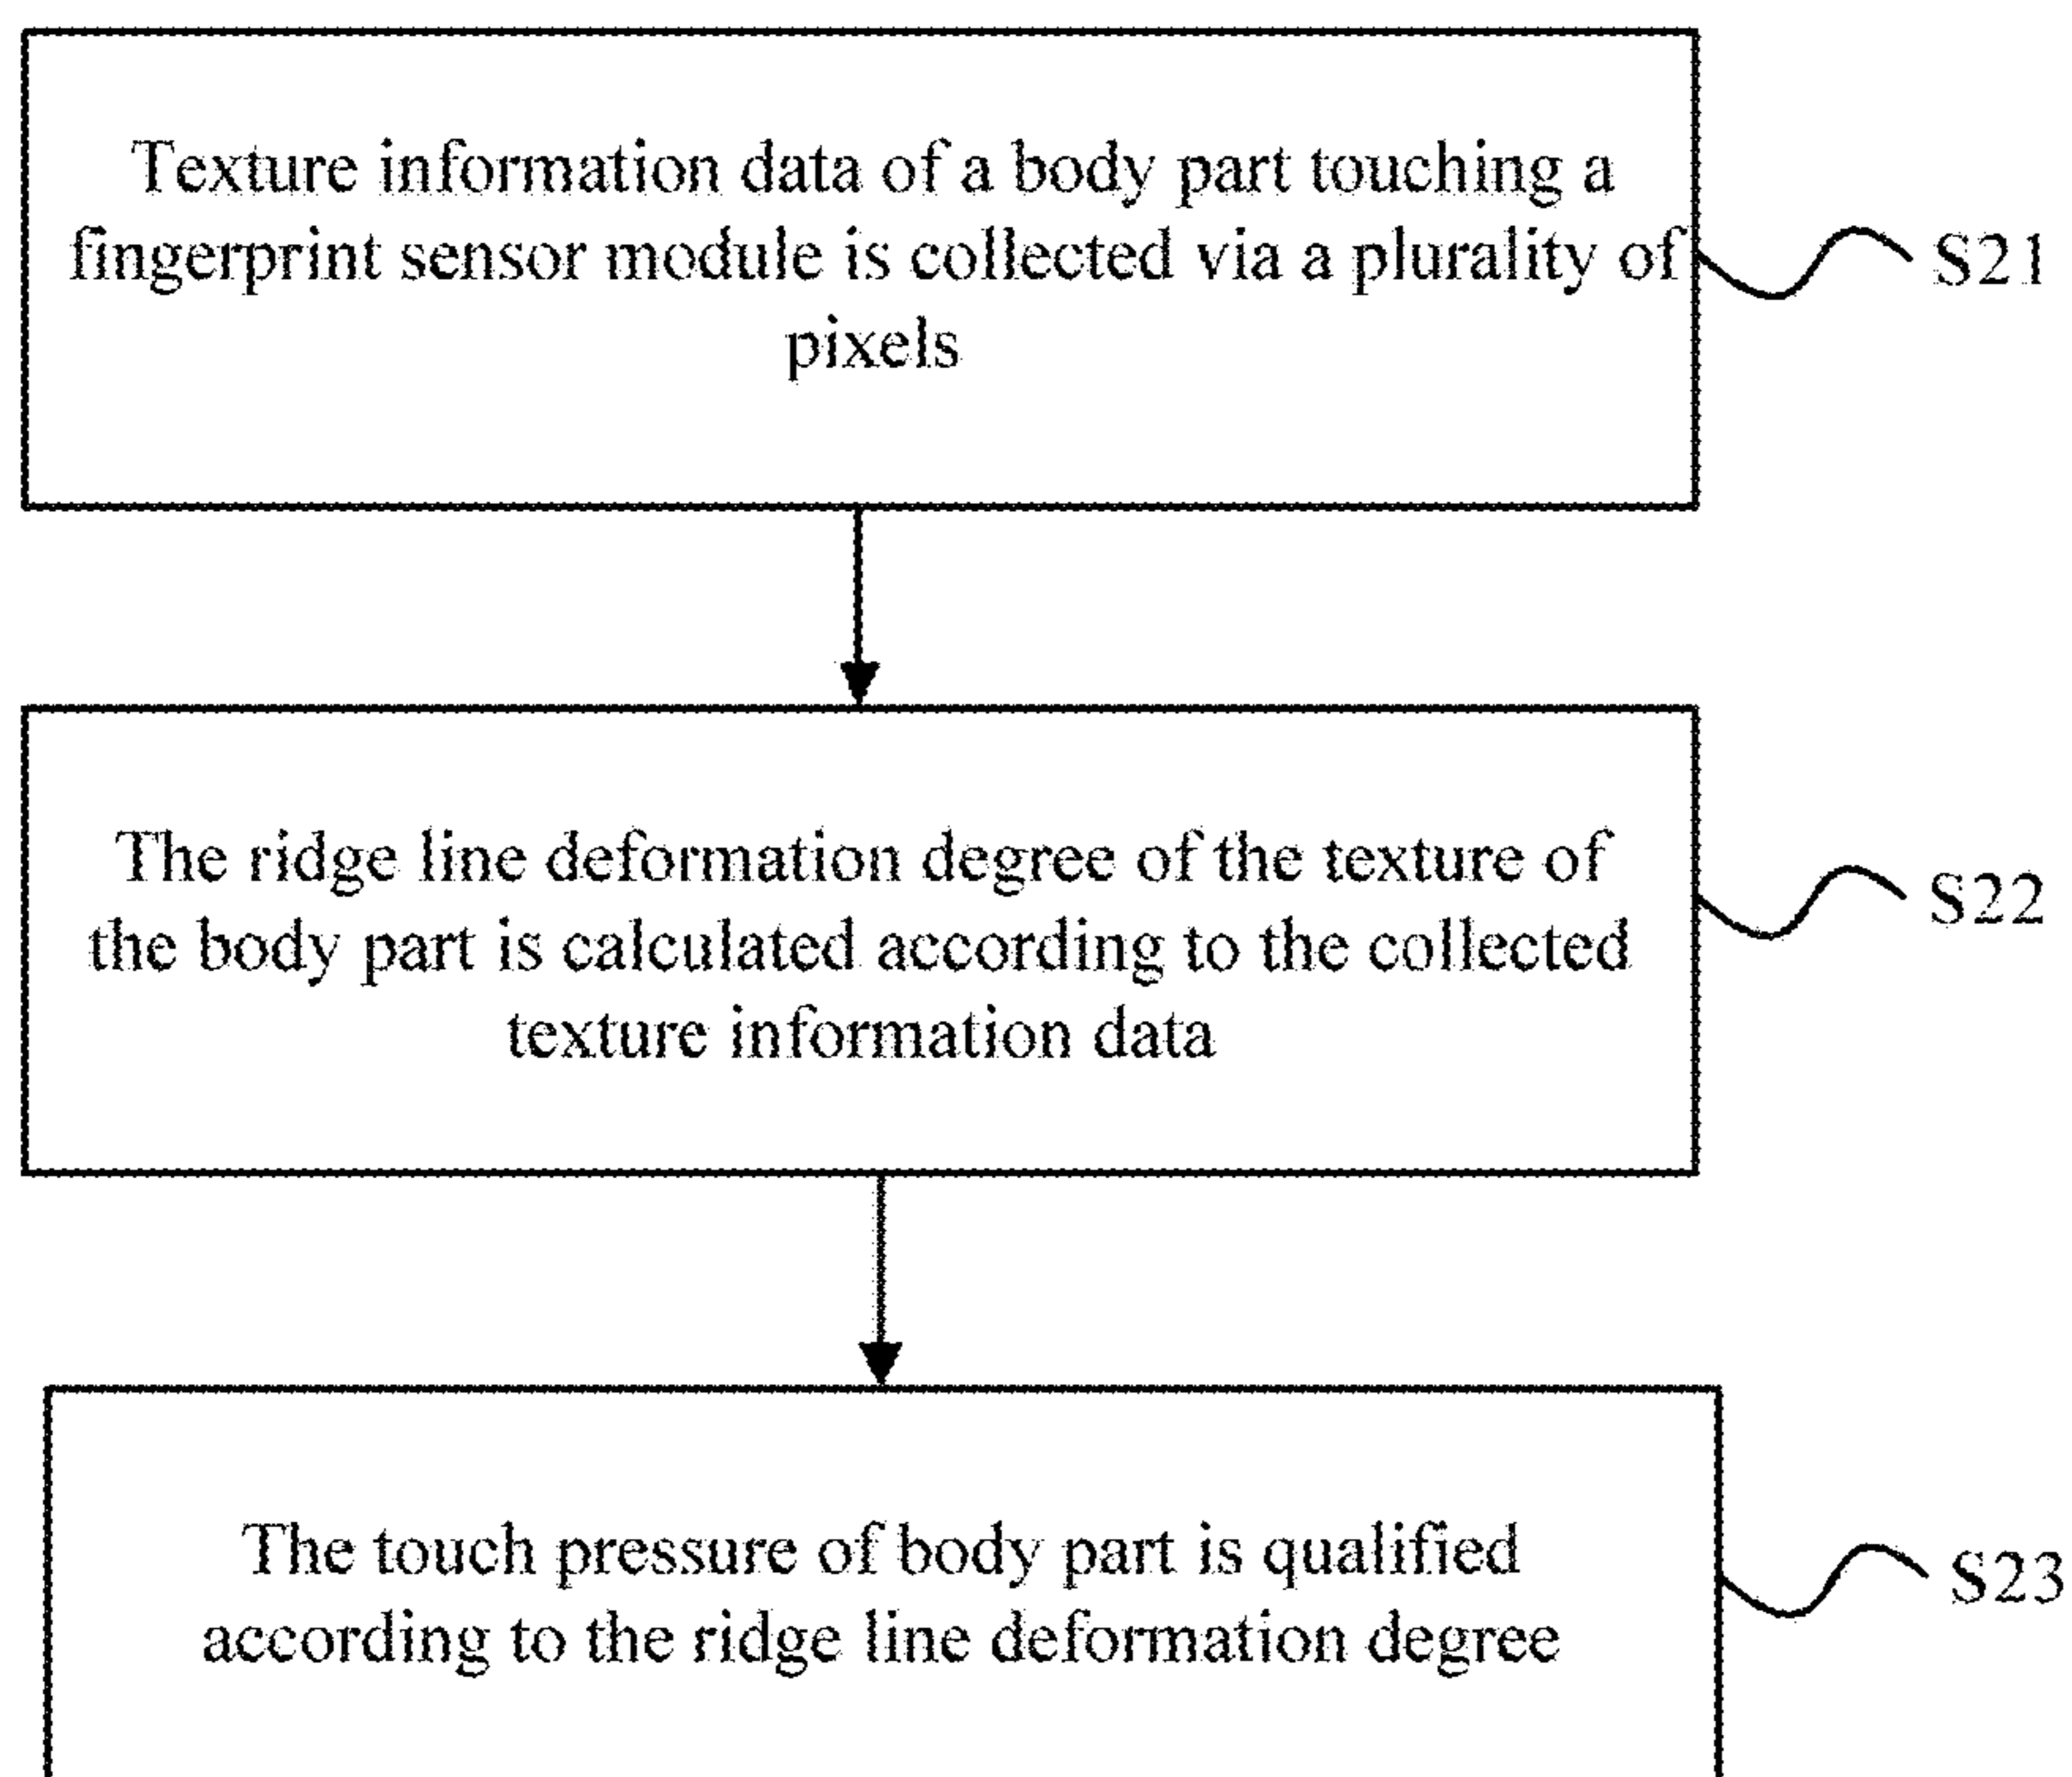 Texture information data of a body part touching a
fingerprint sensor module is collected via a plurality of
pixels
S21
The ridge line deformation degree of the texture of
the body part is calculated according to the collected
texture information data
S22
The touch pressure of body part is qualified
according to the ridge line deformation degree
S23